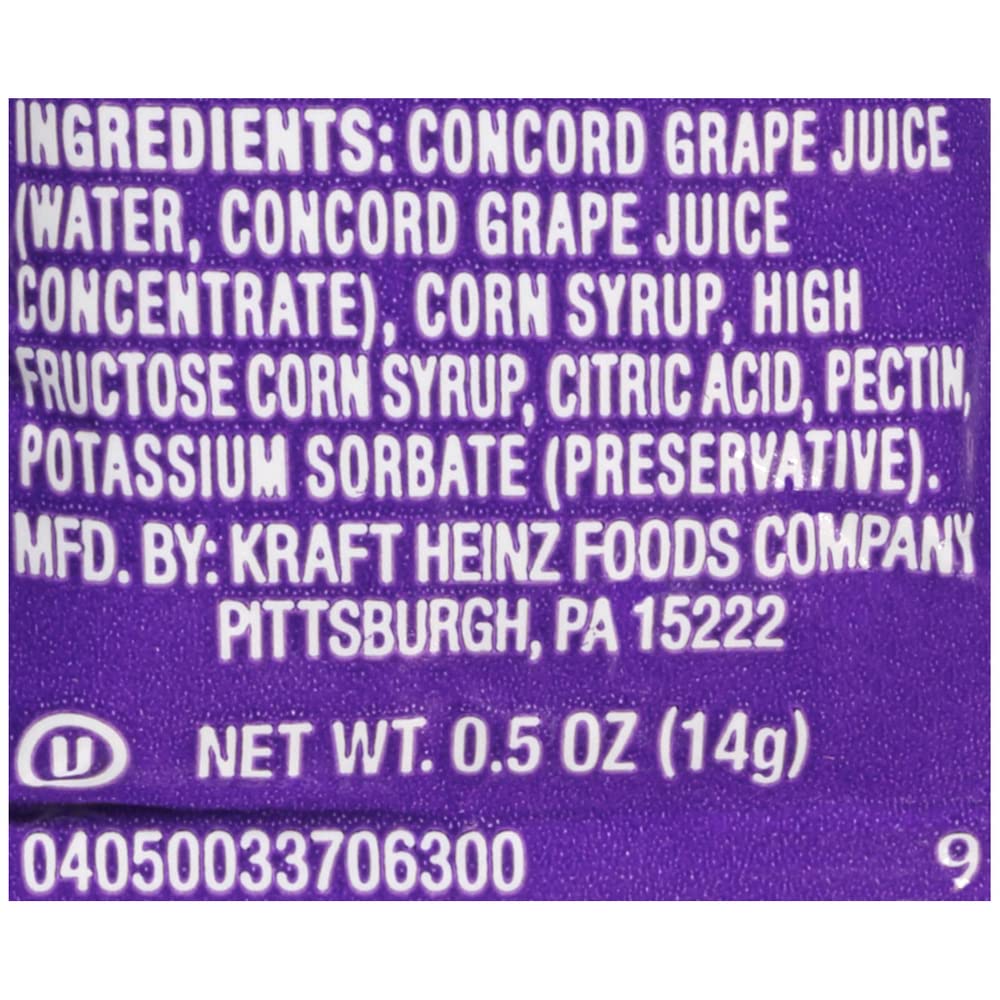 INGREDIENTS: CONCORD GRAPE JUICE
(WATER, CONCORD GRAPE JUICE
CONCENTRATE), CORN SYRUP, HIGH
FRUCTOSE CORN SYRUP, CITRIC ACID, PECTIN,
POTASSIUM SORBATE (PRESERVATIVE).
MFD. BY: KRAFT HEINZ FOODS COMPANY
PITTSBURGH, PA 15222
U NET WT. 0.5 OZ (14g)
04050033706300 9